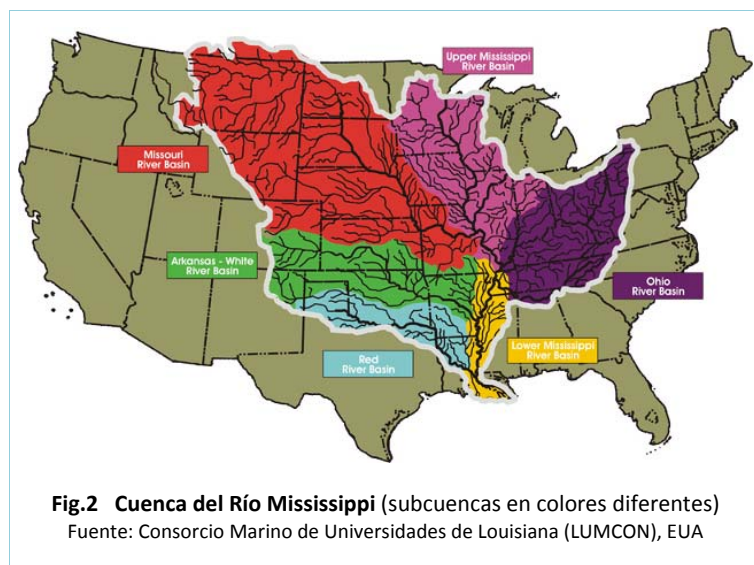 Upper Mississippi
River Basin
Missouri
River Basin
Arkansas - White
River Basin
Ohio
River Basin
Lower Mississippi
River Basin
Red
River Basin
Fig.2 Cuenca del Río Mississippi (subcuencas en colores diferentes)
Fuente: Consorcio Marino de Universidades de Louisiana (LUMCON), EUA